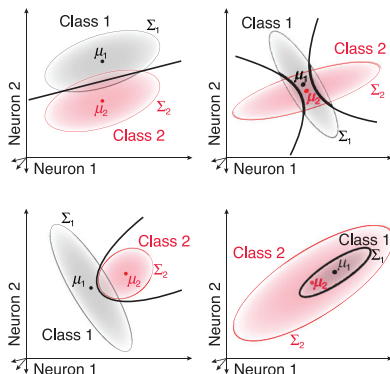 Class 1
Σ1
μ1
μ2
Σ2
Class 2
Neuron 2
Neuron 1
Class 2
μ1
μ2
Σ2
Σ1
Class 1
Neuron 2
Neuron 1
Σ1
Class 2
Σ2
μ1
μ2
Class 1
Neuron 2
Neuron 1
Class 1
Σ1
Class 2
μ1
μ2
Σ2
Neuron 2
Neuron 1